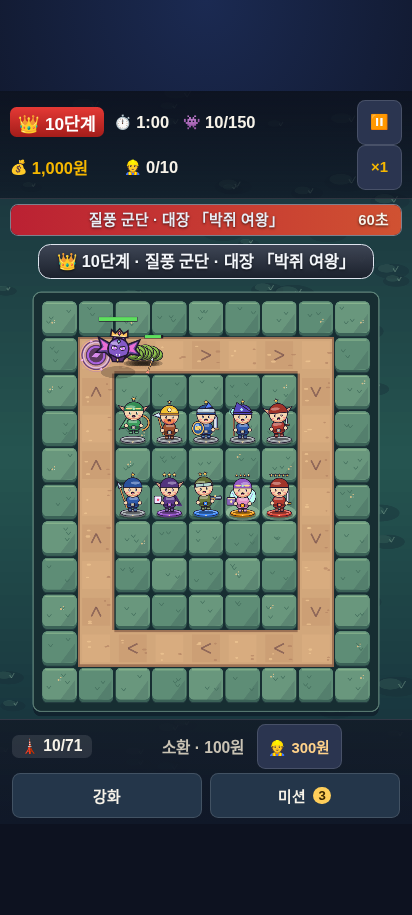 10단계 1:00 10/150
1,000원 0/10 ×1
질풍 군단 · 대장 「박쥐 여왕」 60초
10단계 · 질풍 군단 · 대장 「박쥐 여왕」
10/71 소환 · 100원 300원
강화 미션 3